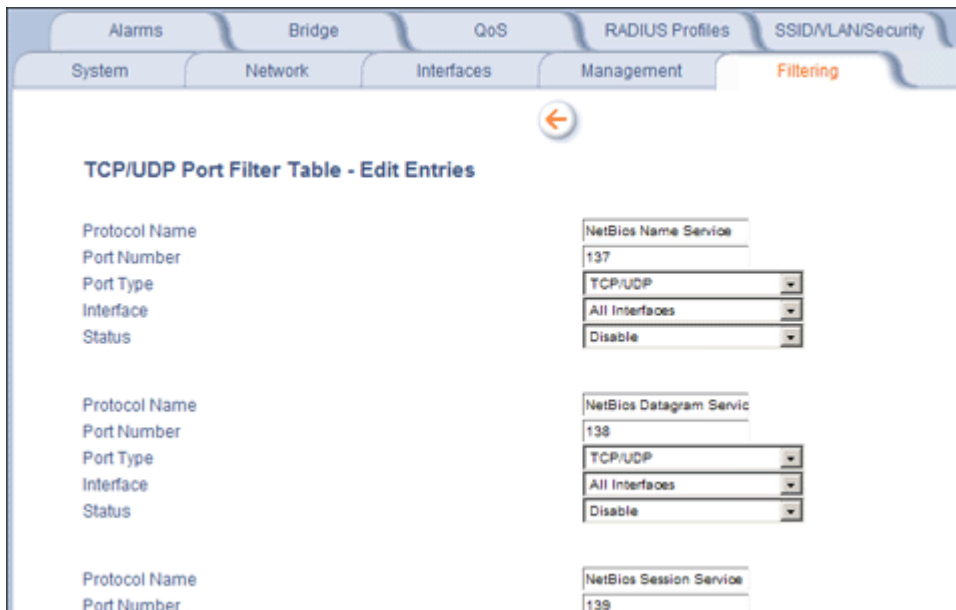 Alarms Bridge QoS RADIUS Profiles SSID/VLAN/Security
System Network Interfaces Management Filtering
TCP/UDP Port Filter Table - Edit Entries
Protocol Name NetBios Name Service
Port Number 137
Port Type TCP/UDP
Interface All Interfaces
Status Disable
Protocol Name NetBios Datagram Servic
Port Number 138
Port Type TCP/UDP
Interface All Interfaces
Status Disable
Protocol Name NetBios Session Service
Port Number 139